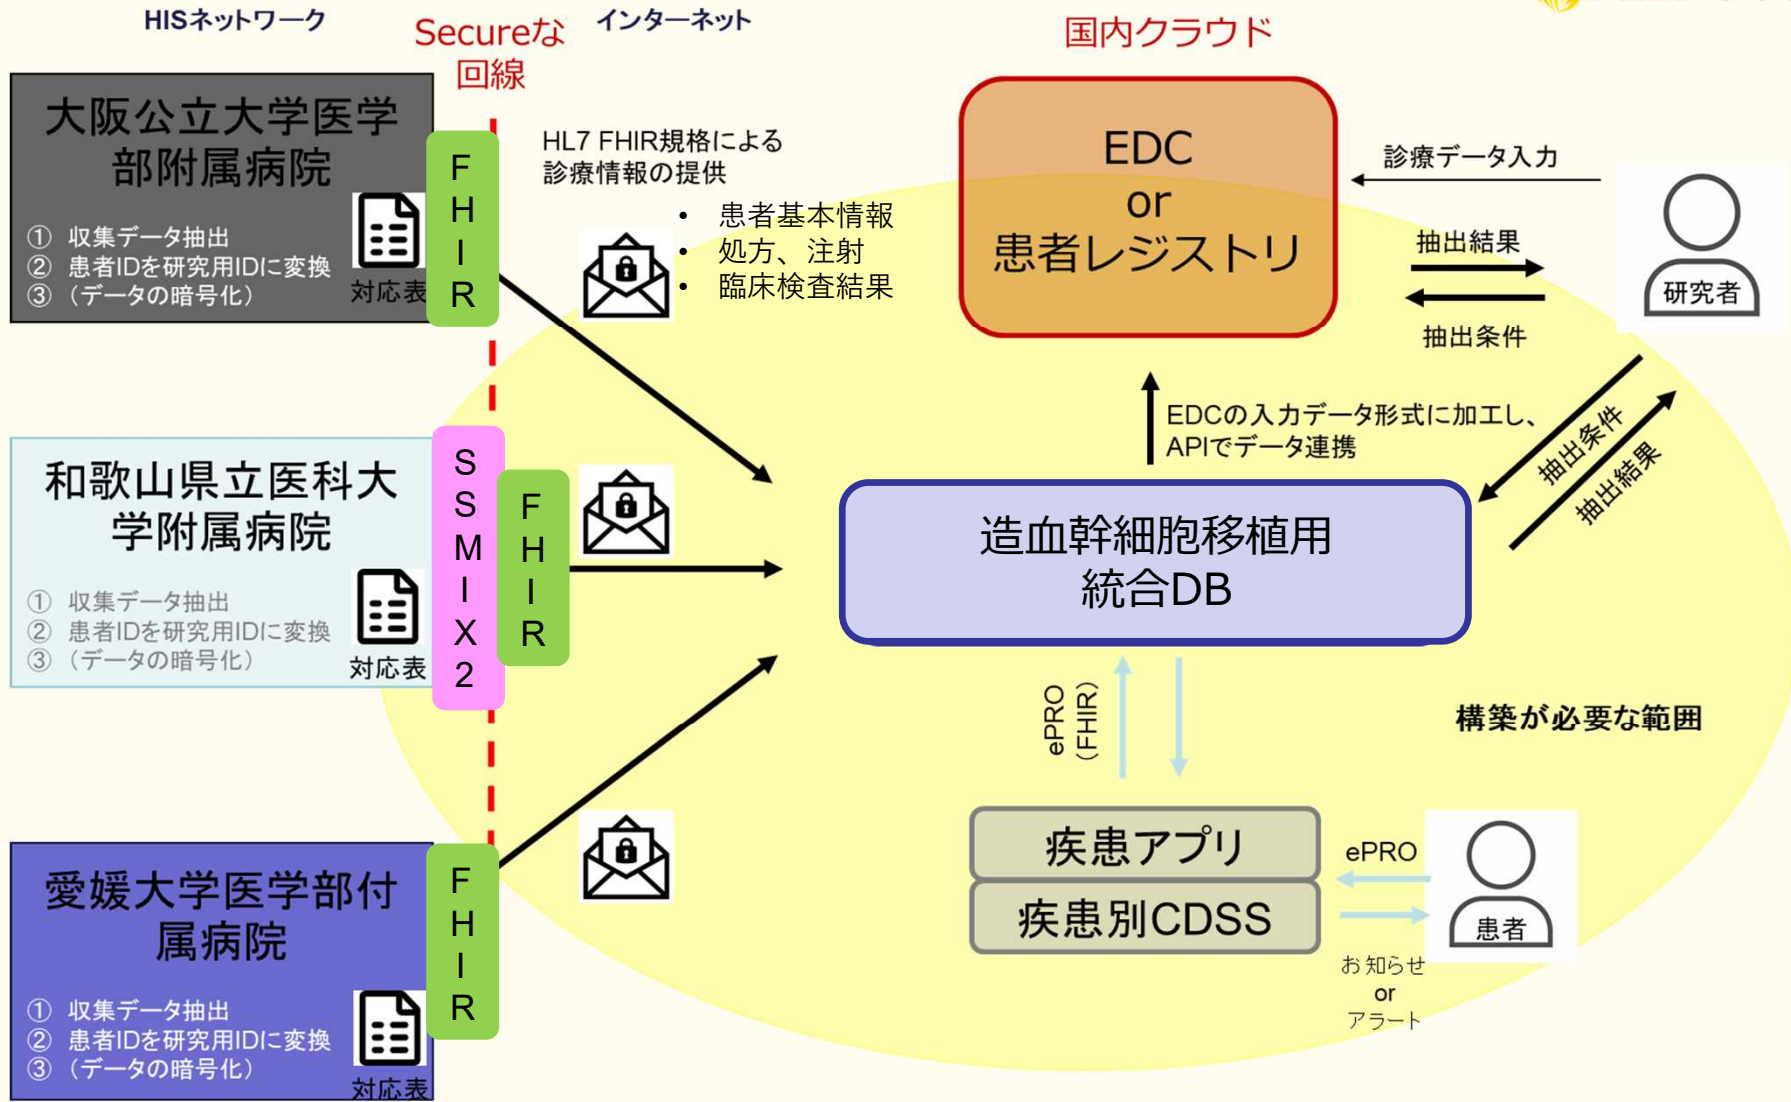 HISネットワーク
Secureな
回線
インターネット
国内クラウド
大阪公立大学医学
部附属病院
① 収集データ抽出
② 患者IDを研究用IDに変換
③ (データの暗号化)
対応表
F
H
I
R
HL7 FHIR規格による
診療情報の提供
• 患者基本情報
• 処方、注射
• 臨床検査結果
EDC
or
患者レジストリ
診療データ入力
抽出結果
抽出条件
研究者
EDCの入力データ形式に加工し、
APIでデータ連携
抽出条件
抽出結果
和歌山県立医科大
学附属病院
① 収集データ抽出
② 患者IDを研究用IDに変換
③ (データの暗号化)
対応表
S
S
M
I
X
2
F
H
I
R
造血幹細胞移植用
統合DB
ePRO
(FHIR)
構築が必要な範囲
愛媛大学医学部付
属病院
① 収集データ抽出
② 患者IDを研究用IDに変換
③ (データの暗号化)
対応表
F
H
I
R
疾患アプリ
疾患別CDSS
ePRO
患者
お知らせ
or
アラート